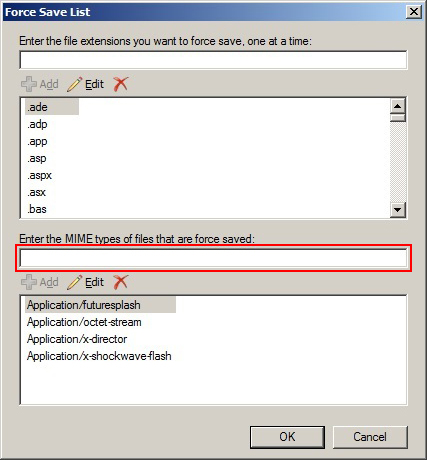 Force Save List
Enter the file extensions you want to force save, one at a time:
Add Edit
.ade
.adp
.app
.asp
.aspx
.asx
.bas
Enter the MIME types of files that are force saved:
Add Edit
Application/futuresplash
Application/octet-stream
Application/x-director
Application/x-shockwave-flash
OK Cancel